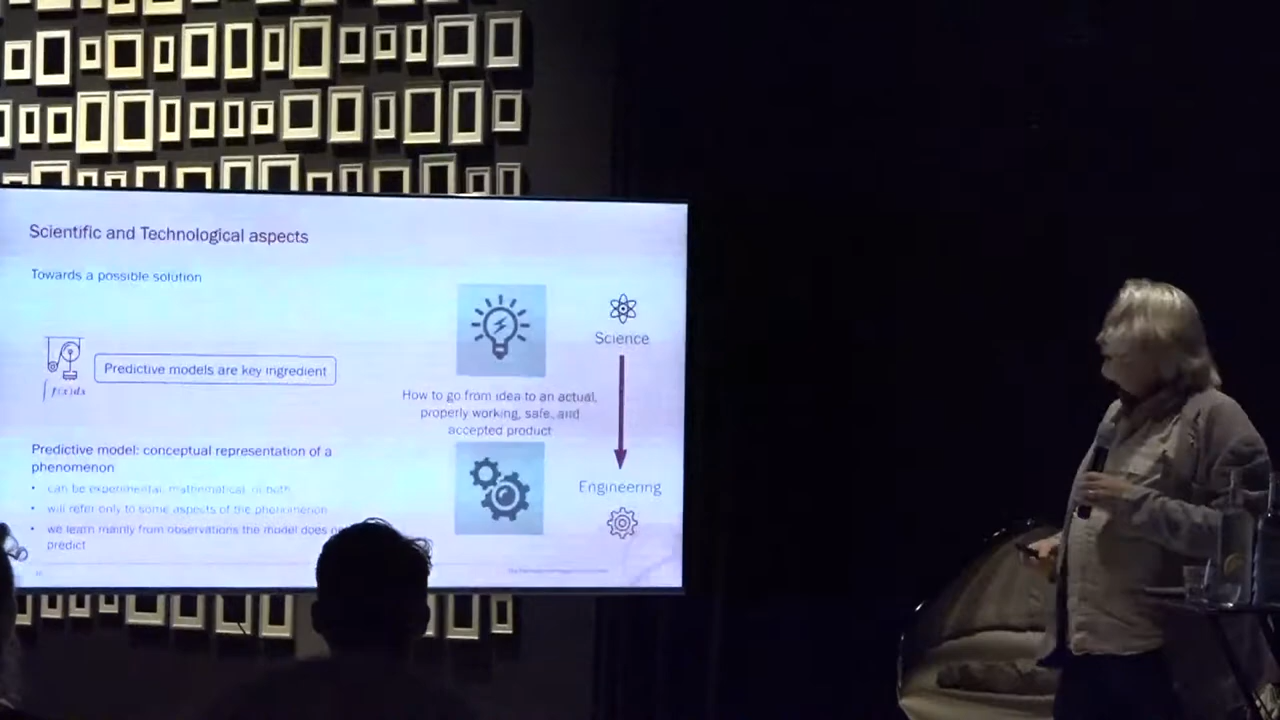 Scientific and Technological aspects
Towards a possible solution
Science
Predictive models are key ingredient
∫ f(x)dx
How to go from idea to an actual,
properly working, safe, and
accepted product
Predictive model: conceptual representation of a
phenomenon
• can be experimental, mathematical, or both
• will refer only to some aspects of the phenomenon
• we learn mainly from observations the model does
predict
Engineering